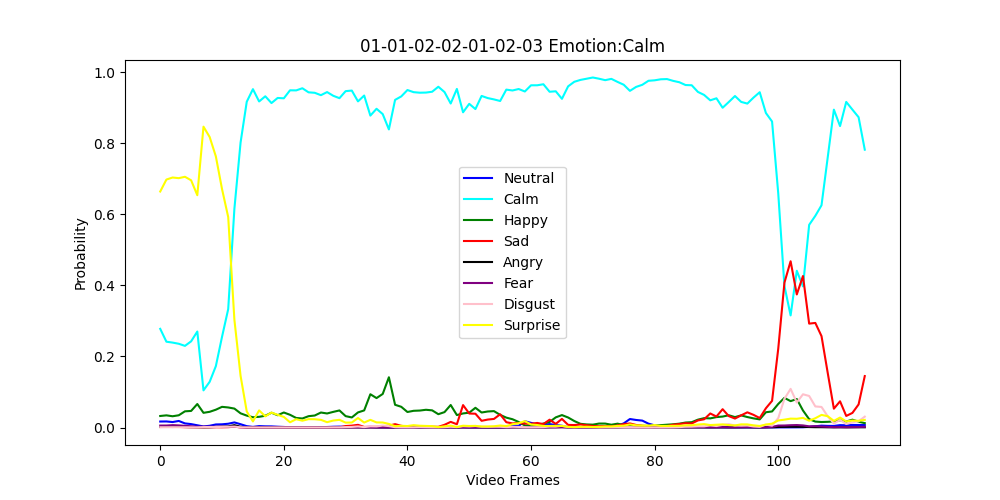 01-01-02-02-01-02-03 Emotion:Calm
Probability
1.0
0.8
0.6
0.4
0.2
0.0
Neutral
Calm
Happy
Sad
Angry
Fear
Disgust
Surprise
0 20 40 60 80 100
Video Frames